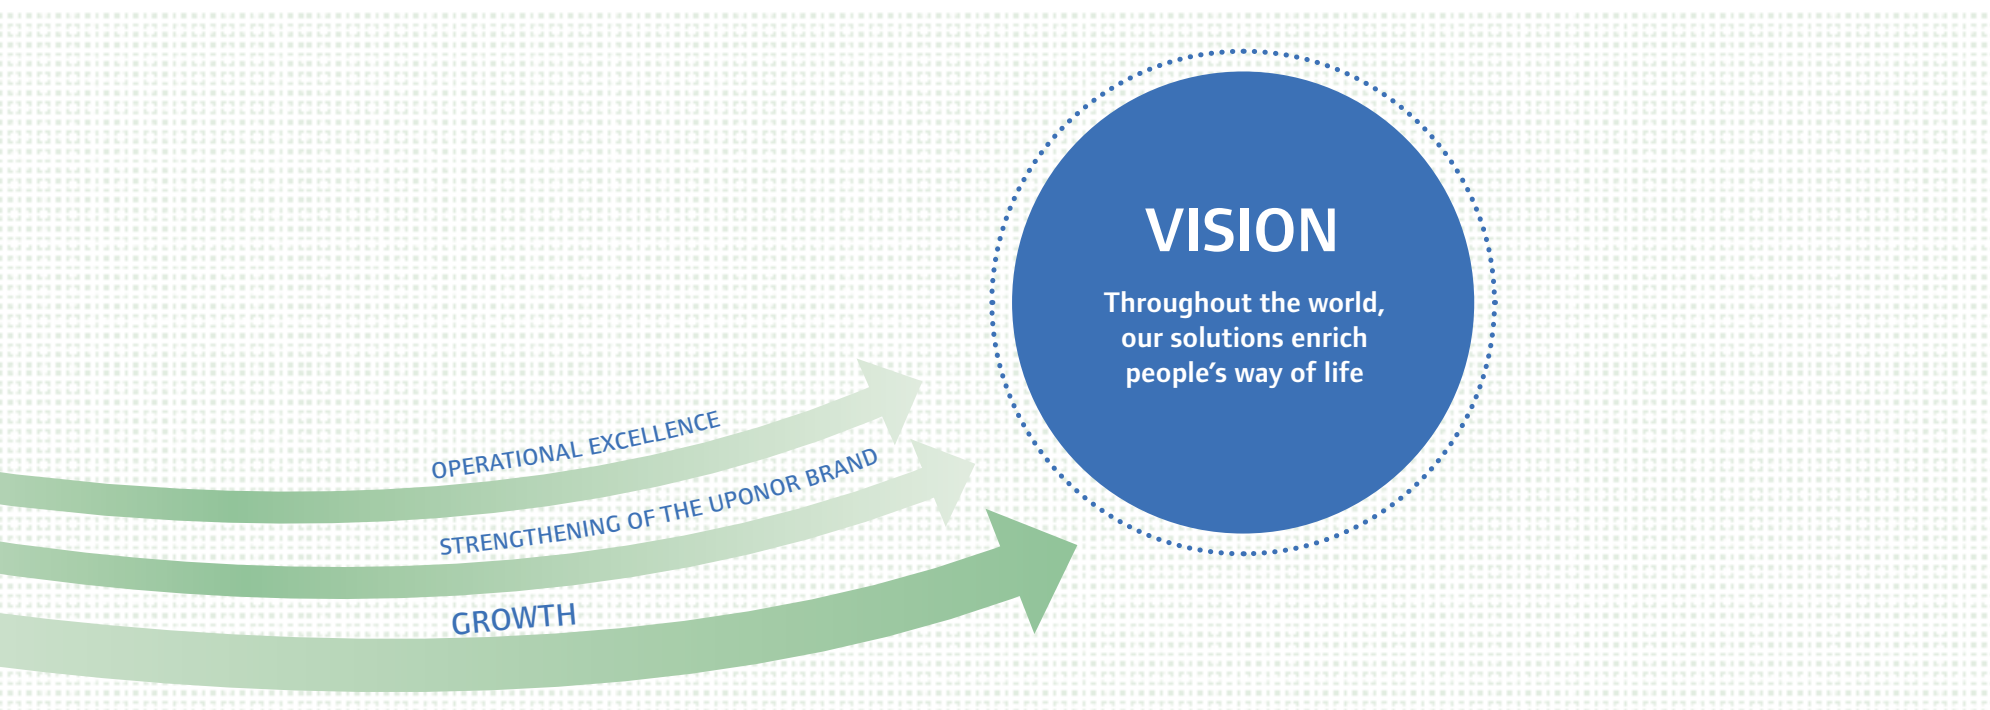 VISION
Throughout the world,
our solutions enrich
people’s way of life
OPERATIONAL EXCELLENCE
STRENGTHENING OF THE UPONOR BRAND
GROWTH